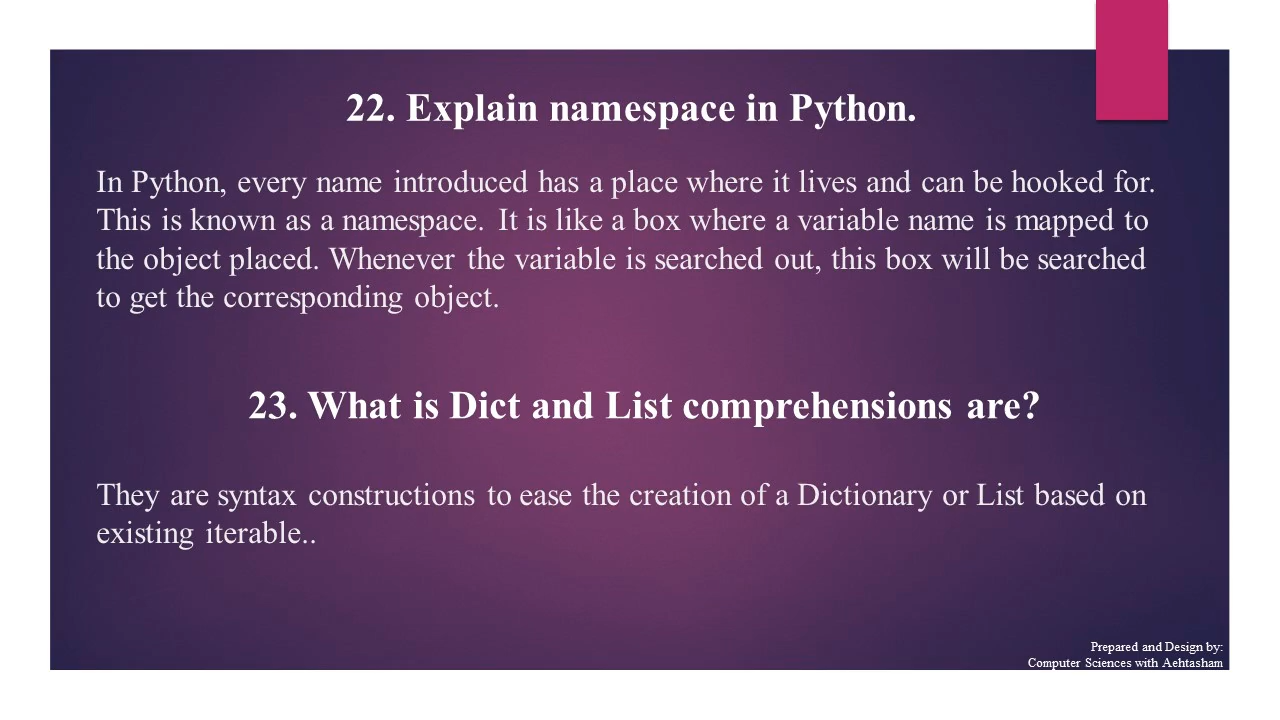 22. Explain namespace in Python.
In Python, every name introduced has a place where it lives and can be hooked for.
This is known as a namespace. It is like a box where a variable name is mapped to
the object placed. Whenever the variable is searched out, this box will be searched
to get the corresponding object.
23. What is Dict and List comprehensions are?
They are syntax constructions to ease the creation of a Dictionary or List based on
existing iterable..
Prepared and Design by:
Computer Sciences with Aehtasham